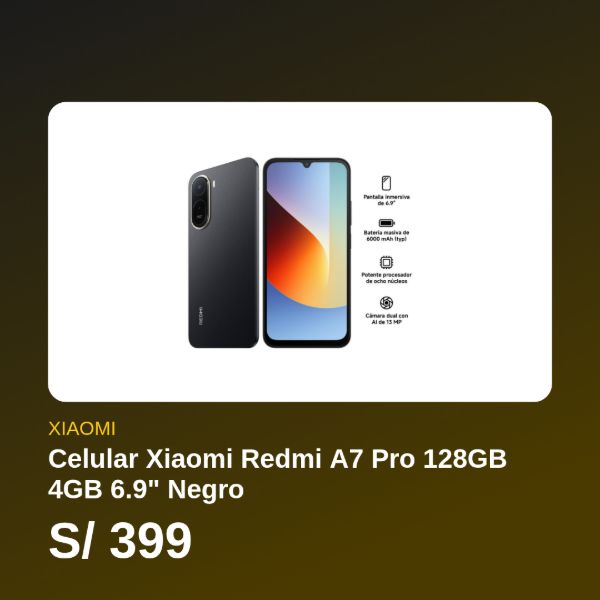 Pantalla inmersiva
de 6.9"
Batería masiva de
6000 mAh (typ)
Potente procesador
de ocho núcleos
Cámara dual con
AI de 13 MP
REDMI
XIAOMI
Celular Xiaomi Redmi A7 Pro 128GB
4GB 6.9" Negro
S/ 399